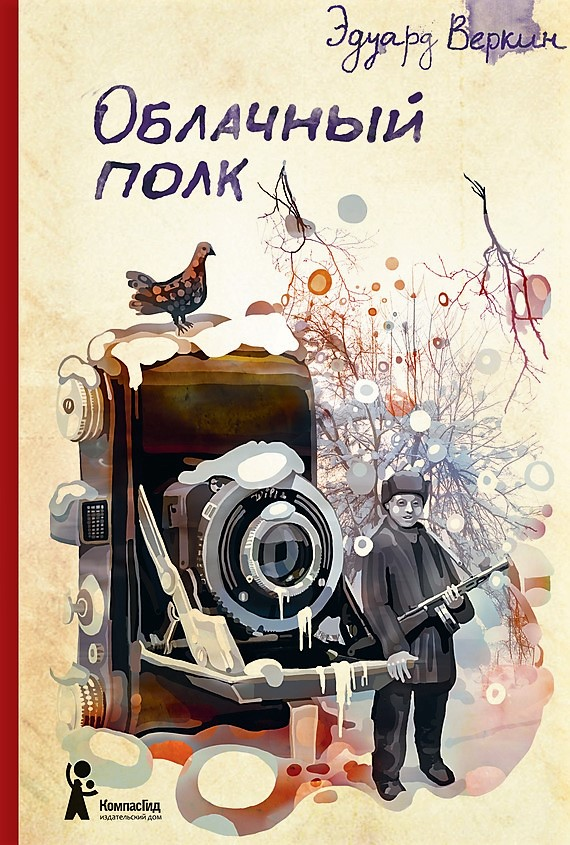 Эдуард Веркин
Облачный
полк
КомпасГид
издательский дом